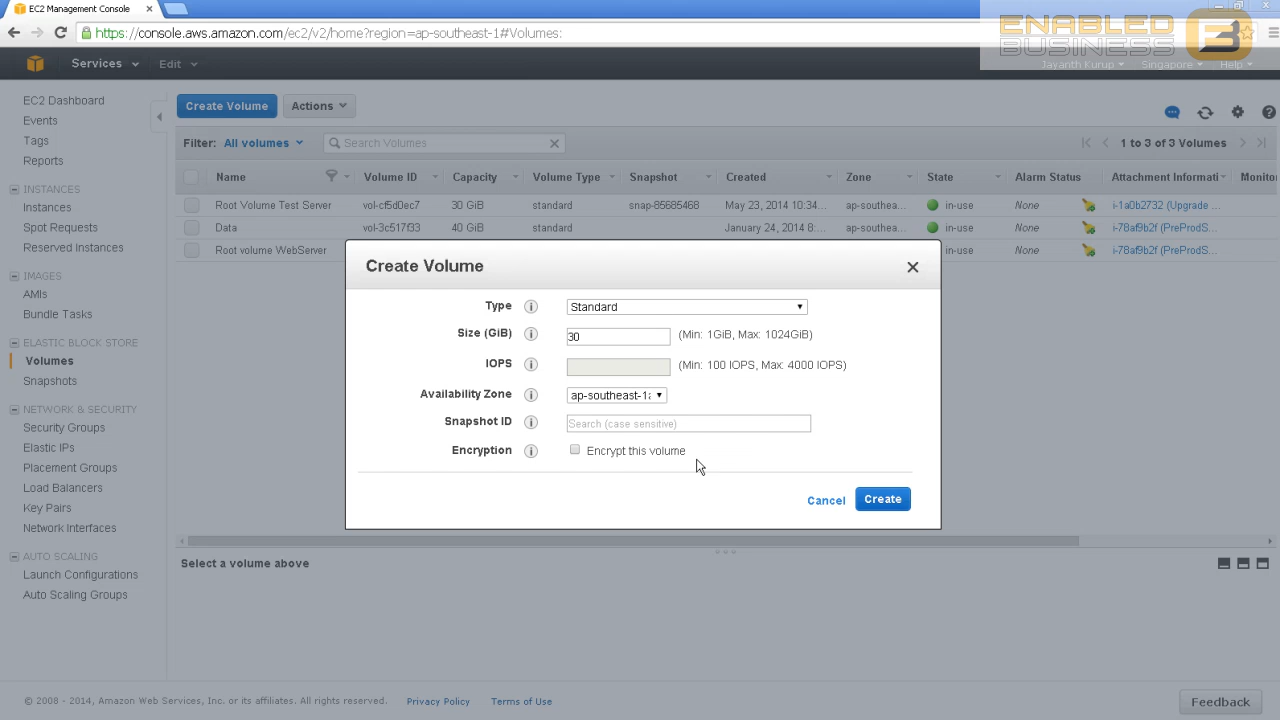 EC2 Management Console
https://console.aws.amazon.com/ec2/
ENABLED
BUSINESS
Services
Edit
Jayanth Kurup
Singapore
Help
EC2 Dashboard
Events
Tags
Reports
INSTANCES
Instances
Spot Requests
Reserved Instances
IMAGES
AMIs
Bundle Tasks
ELASTIC BLOCK STORE
Volumes
Snapshots
NETWORK & SECURITY
Security Groups
Elastic IPs
Placement Groups
Load Balancers
Key Pairs
Network Interfaces
AUTO SCALING
Launch Configurations
Auto Scaling Groups
Create Volume
Actions
Filter: All volumes
Search Volumes
1 to 3 of 3 Volumes
Name Volume ID Capacity Volume Type Snapshot Created Zone State Alarm Status Attachment Informati Monitor
Root Volume Test Server vol-cf5d0ec7 30 GiB standard snap-85685468 May 23, 2014 10:34... ap-southea... in-use None i-1a0b2732 (Upgrade ...
Data vol-3c517f33 40 GiB standard January 24, 2014 8:... ap-southea... in-use None i-78af9b2f (PreProdS...
Root volume WebServer in-use None i-78af9b2f (PreProdS...
Create Volume
Type i Standard
Size (GiB) i 30 (Min: 1GiB, Max: 1024GiB)
IOPS i (Min: 100 IOPS, Max: 4000 IOPS)
Availability Zone i ap-southeast-1a
Snapshot ID i Search (case sensitive)
Encryption i Encrypt this volume
Cancel
Create
Select a volume above
© 2008 - 2014, Amazon Web Services, Inc. or its affiliates. All rights reserved.
Privacy Policy
Terms of Use
Feedback